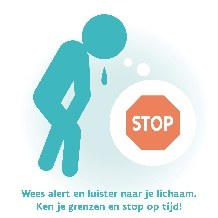 STOP
Wees alert en luister naar je lichaam.
Ken je grenzen en stop op tijd!